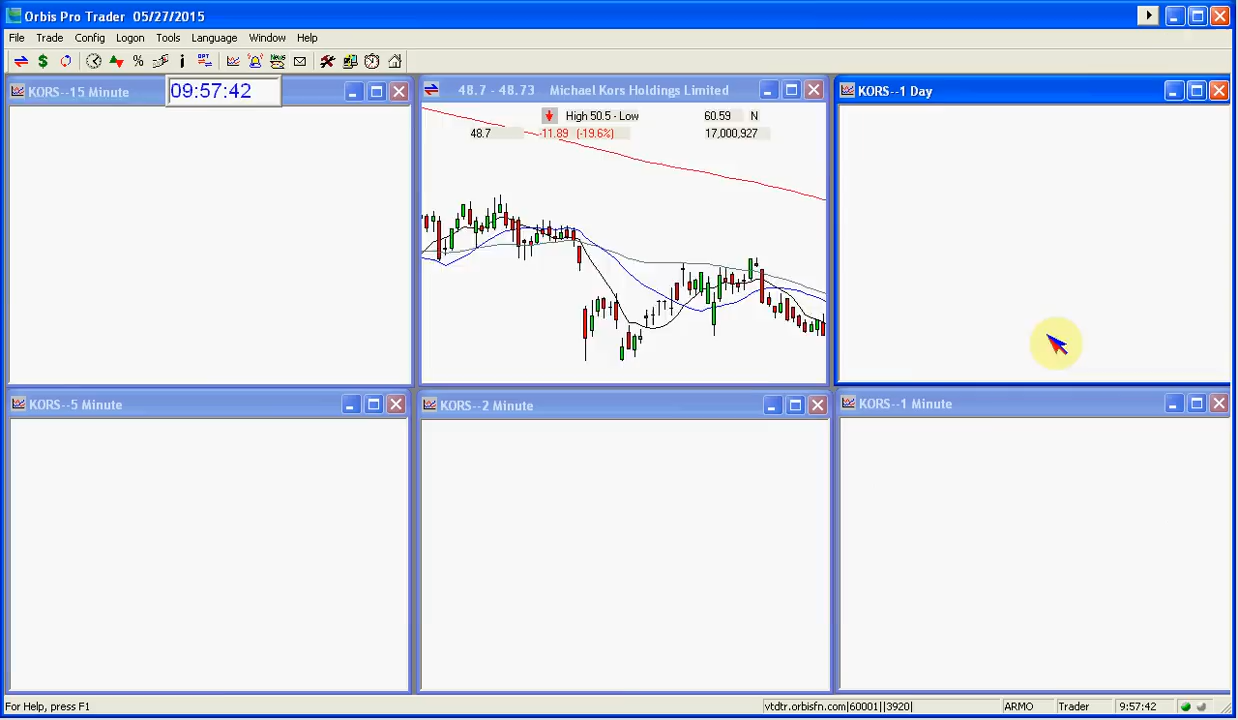 Orbis Pro Trader 05/27/2015
File Trade Config Logon Tools Language Window Help
KORS--15 Minute
09:57:42
48.7 - 48.73 Michael Kors Holdings Limited
High 50.5 - Low 60.59 N
48.7 -11.89 (-19.6%) 17,000,927
KORS--1 Day
KORS--5 Minute
KORS--2 Minute
KORS--1 Minute
For Help, press F1
vtdtr.orbisfn.com|60001||3920| ARMO Trader 9:57:42